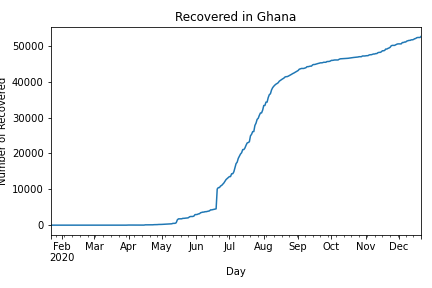 Recovered in Ghana
Number of Recovered
50000
40000
30000
20000
10000
0
Feb Mar Apr May Jun Jul Aug Sep Oct Nov Dec
2020
Day